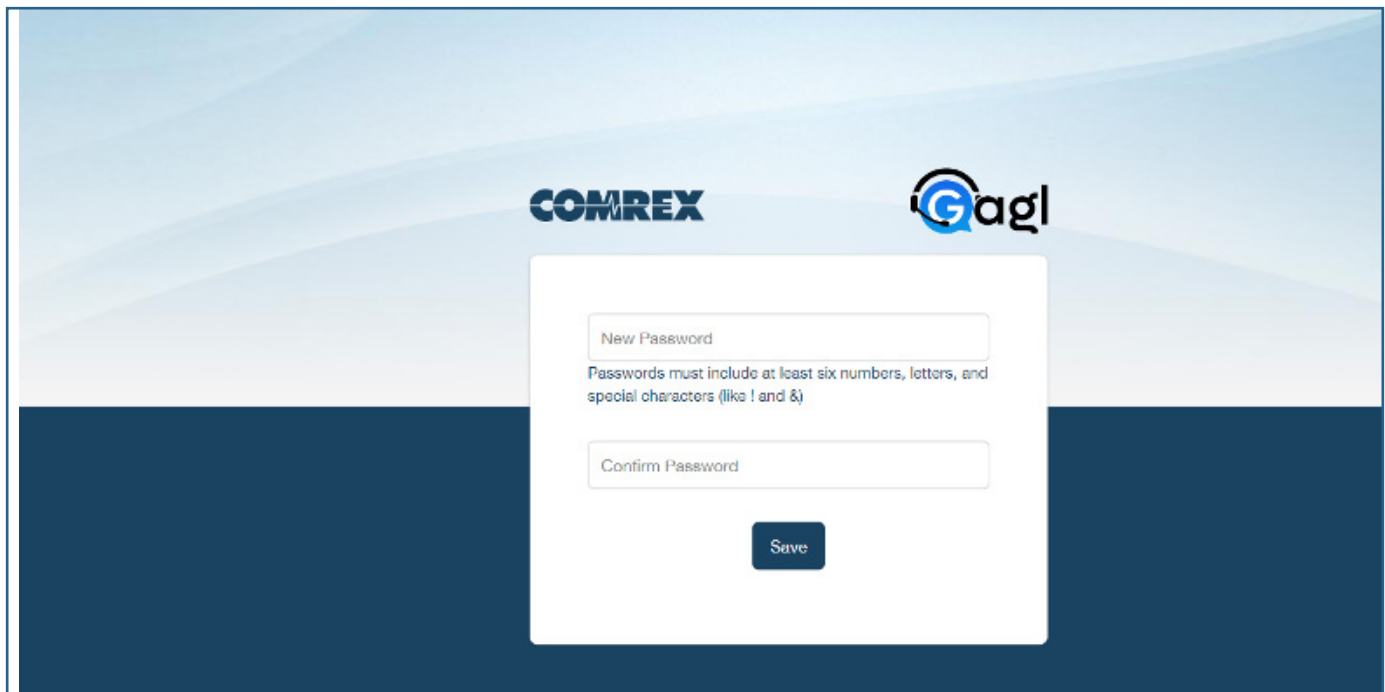 COMREX
Gagl
New Password
Passwords must include at least six numbers, letters, and
special characters (like ! and &)
Confirm Password
Save